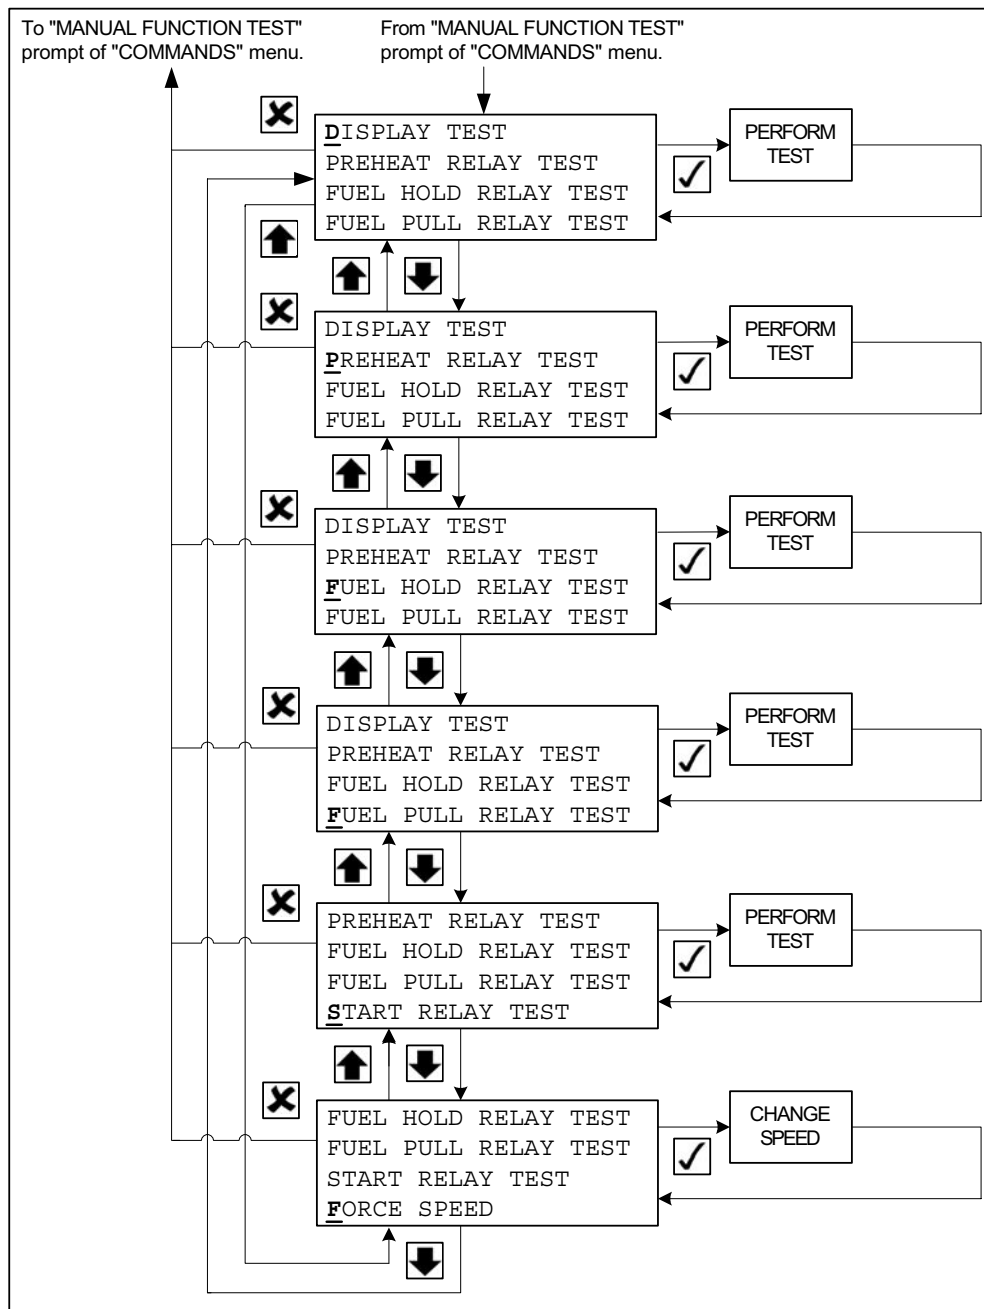 To "MANUAL FUNCTION TEST"
prompt of "COMMANDS" menu.
From "MANUAL FUNCTION TEST"
prompt of "COMMANDS" menu.
DISPLAY TEST
PREHEAT RELAY TEST
FUEL HOLD RELAY TEST
FUEL PULL RELAY TEST
PERFORM
TEST
DISPLAY TEST
PREHEAT RELAY TEST
FUEL HOLD RELAY TEST
FUEL PULL RELAY TEST
PERFORM
TEST
DISPLAY TEST
PREHEAT RELAY TEST
FUEL HOLD RELAY TEST
FUEL PULL RELAY TEST
PERFORM
TEST
DISPLAY TEST
PREHEAT RELAY TEST
FUEL HOLD RELAY TEST
FUEL PULL RELAY TEST
PERFORM
TEST
PREHEAT RELAY TEST
FUEL HOLD RELAY TEST
FUEL PULL RELAY TEST
START RELAY TEST
PERFORM
TEST
FUEL HOLD RELAY TEST
FUEL PULL RELAY TEST
START RELAY TEST
FORCE SPEED
CHANGE
SPEED